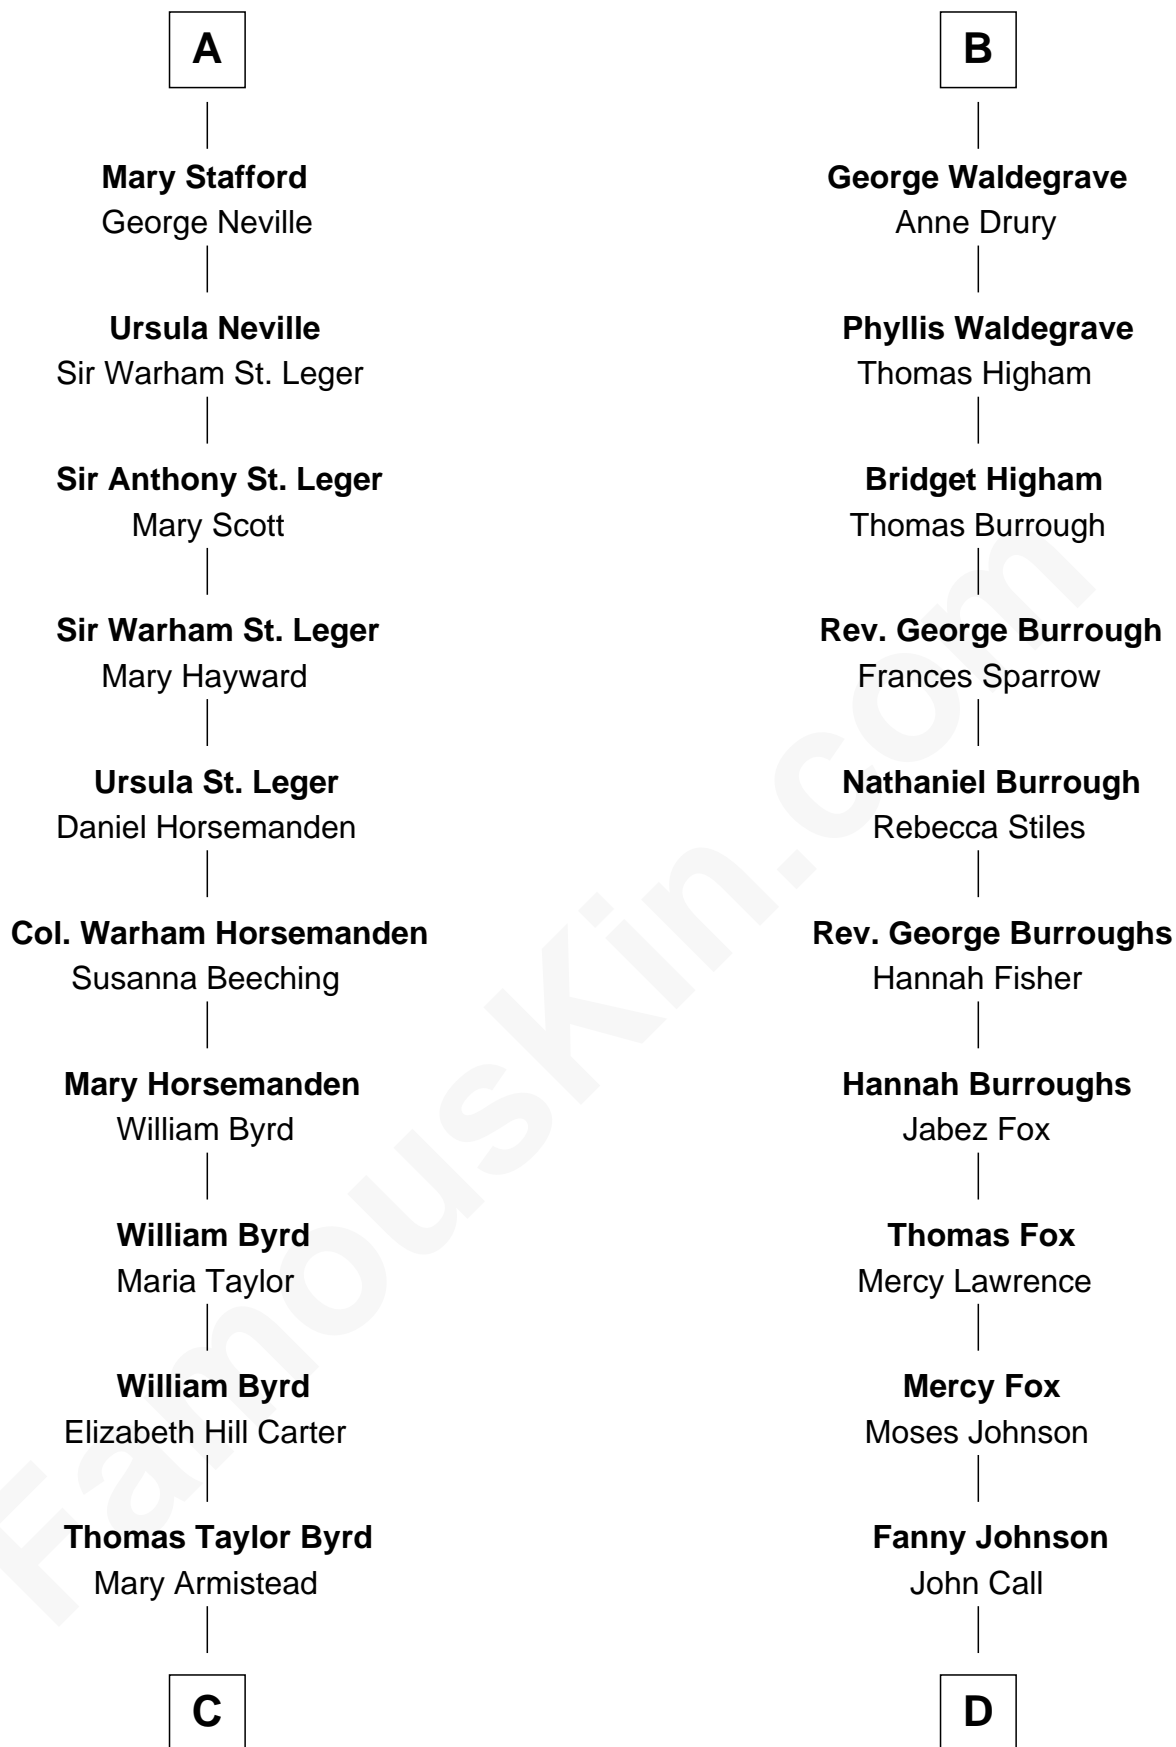 A
Mary Stafford
George Neville
Ursula Neville
Sir Warham St. Leger
Sir Anthony St. Leger
Mary Scott
Sir Warham St. Leger
Mary Hayward
Ursula St. Leger
Daniel Horsemanden
Col. Warham Horsemanden
Susanna Beeching
Mary Horsemanden
William Byrd
William Byrd
Maria Taylor
William Byrd
Elizabeth Hill Carter
Thomas Taylor Byrd
Mary Armistead
C
B
George Waldegrave
Anne Drury
Phyllis Waldegrave
Thomas Higham
Bridget Higham
Thomas Burrough
Rev. George Burrough
Frances Sparrow
Nathaniel Burrough
Rebecca Stiles
Rev. George Burroughs
Hannah Fisher
Hannah Burroughs
Jabez Fox
Thomas Fox
Mercy Lawrence
Mercy Fox
Moses Johnson
Fanny Johnson
John Call
D
FamousKin.com